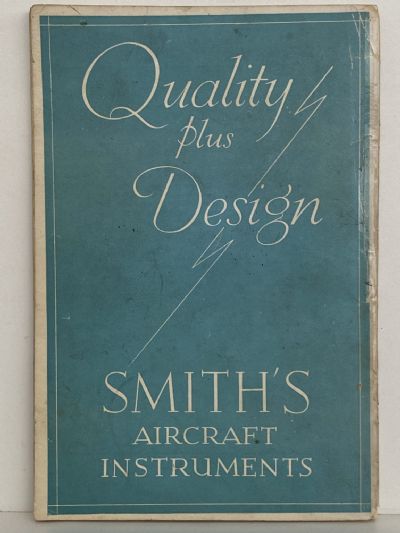 Quality
plus
Design
SMITH'S
AIRCRAFT
INSTRUMENTS